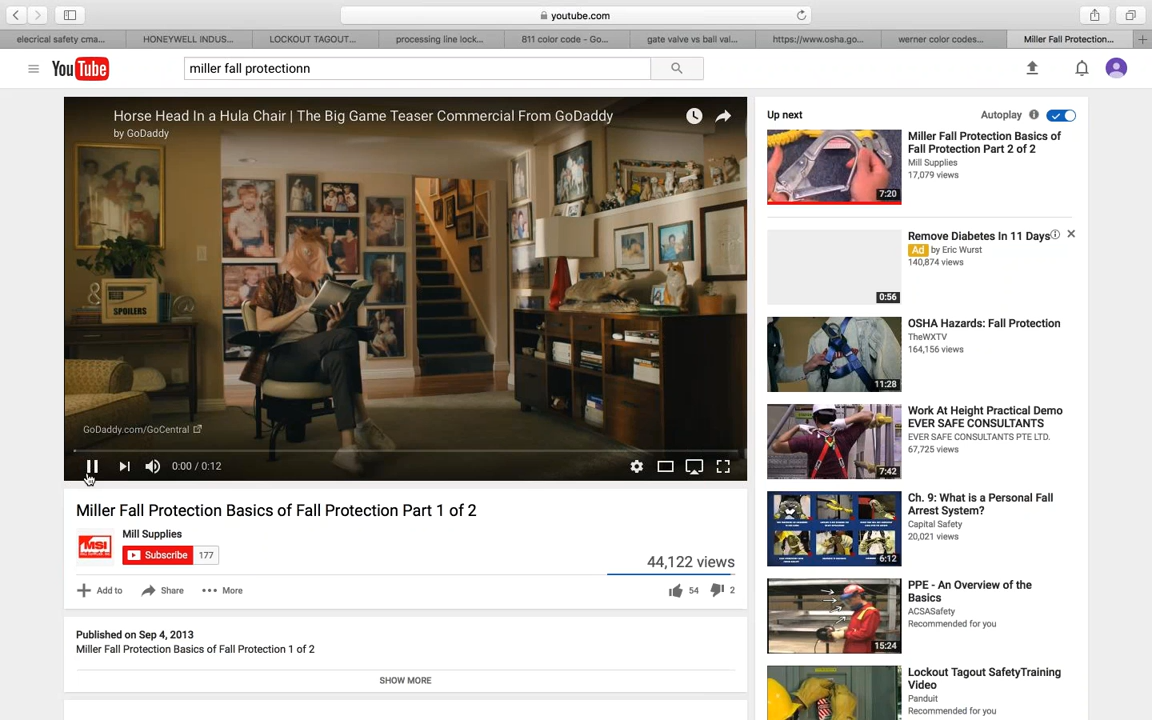 youtube.com
elecrical safety cma...
HONEYWELL INDUS...
LOCKOUT TAGOUT...
processing line lock...
811 color code - Go...
gate valve vs ball val...
https://www.osha.go...
werner color codes...
Miller Fall Protection...
YouTube
miller fall protectionn
Horse Head In a Hula Chair | The Big Game Teaser Commercial From GoDaddy
by GoDaddy
SPOILERS
GoDaddy.com/GoCentral
0:00 / 0:12
Miller Fall Protection Basics of Fall Protection Part 1 of 2
MSI
Mill Supplies
Subscribe 177
44,122 views
Add to
Share
More
54
2
Published on Sep 4, 2013
Miller Fall Protection Basics of Fall Protection 1 of 2
SHOW MORE
Up next
Autoplay
Miller Fall Protection Basics of
Fall Protection Part 2 of 2
Mill Supplies
17,079 views
7:20
Remove Diabetes In 11 Days
Ad by Eric Wurst
140,874 views
0:56
OSHA Hazards: Fall Protection
TheWXTV
164,156 views
11:28
Work At Height Practical Demo
EVER SAFE CONSULTANTS
EVER SAFE CONSULTANTS PTE LTD.
67,725 views
7:42
Ch. 9: What is a Personal Fall
Arrest System?
Capital Safety
20,021 views
6:12
PPE - An Overview of the
Basics
ACSASafety
Recommended for you
15:24
Lockout Tagout SafetyTraining
Video
Panduit
Recommended for you